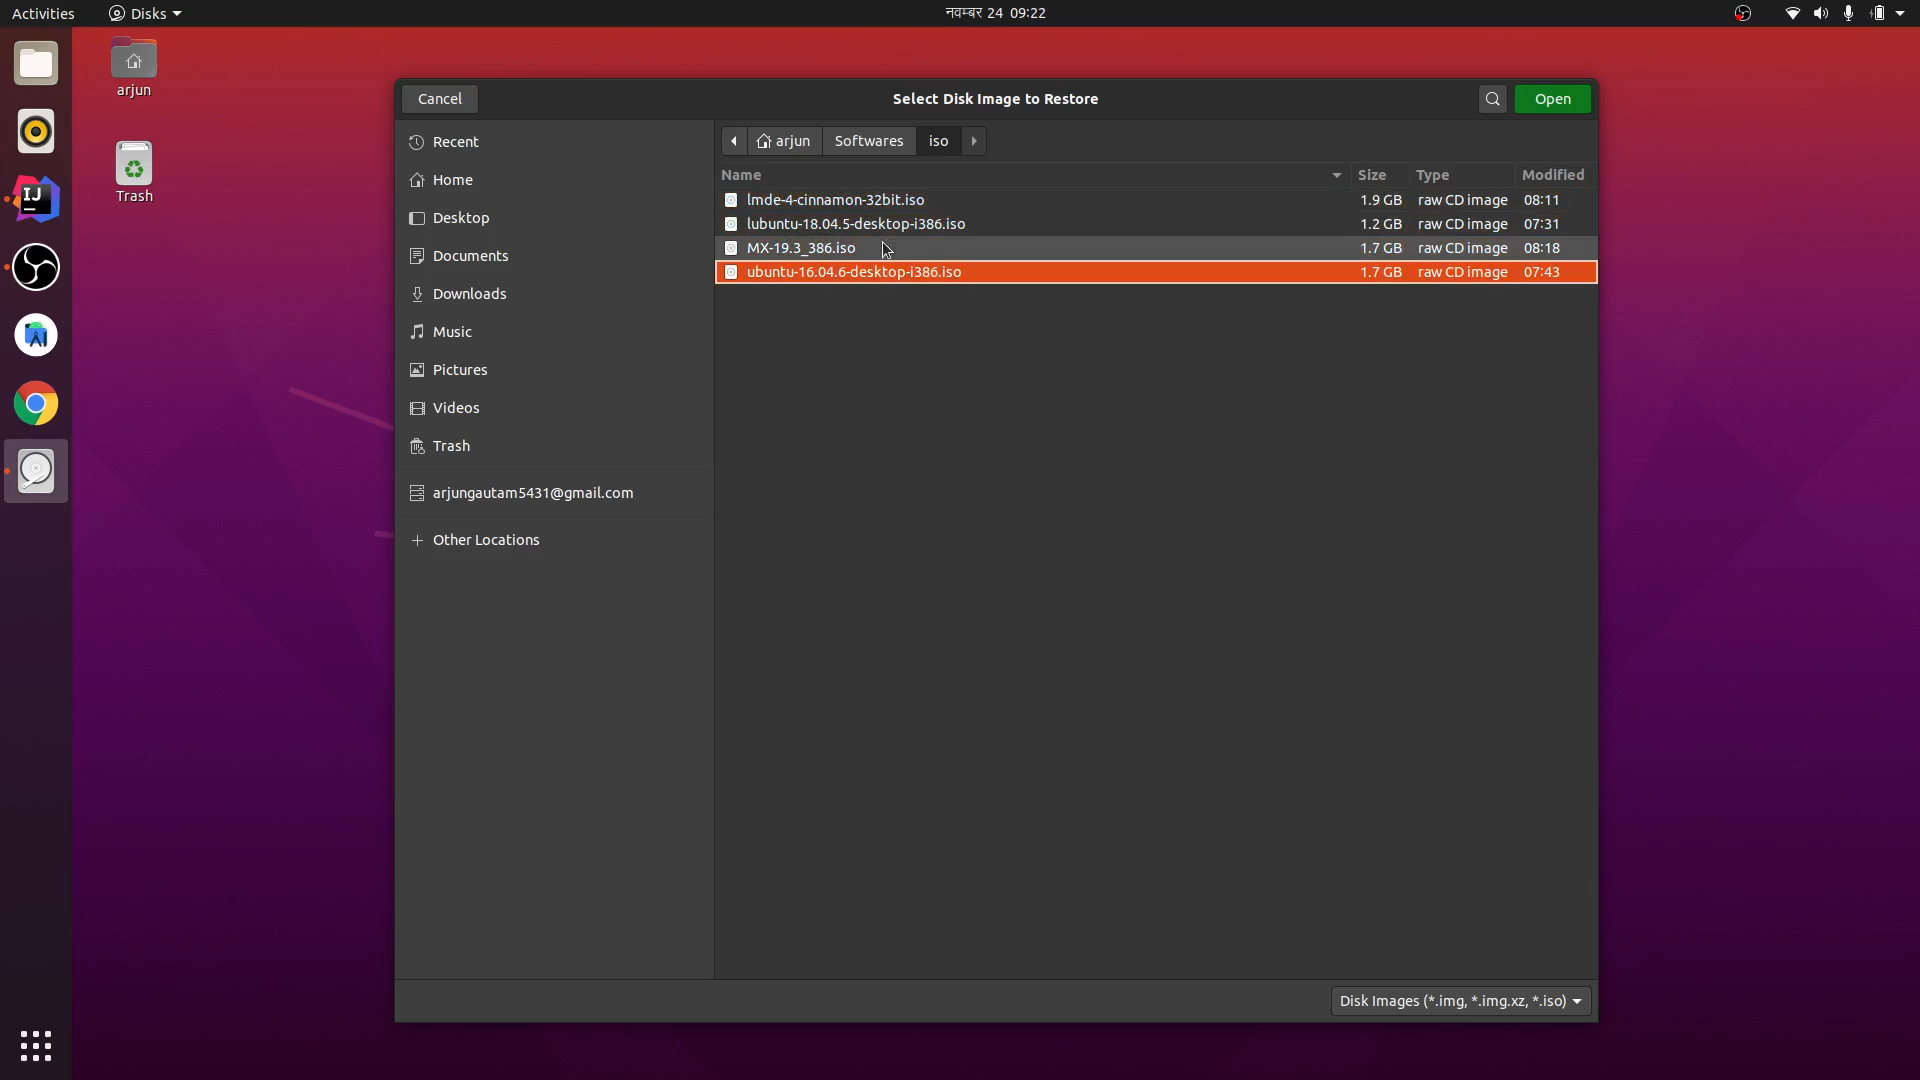 Activities Disks नवम्बर 24 09:22
arjun
Trash
Cancel Select Disk Image to Restore Open
Recent
Home
Desktop
Documents
Downloads
Music
Pictures
Videos
Trash
arjungautam5431@gmail.com
Other Locations
arjun Softwares iso
Name Size Type Modified
lmde-4-cinnamon-32bit.iso 1.9 GB raw CD image 08:11
lubuntu-18.04.5-desktop-i386.iso 1.2 GB raw CD image 07:31
MX-19.3_386.iso 1.7 GB raw CD image 08:18
ubuntu-16.04.6-desktop-i386.iso 1.7 GB raw CD image 07:43
Disk Images (*.img, *.img.xz, *.iso)
IJ